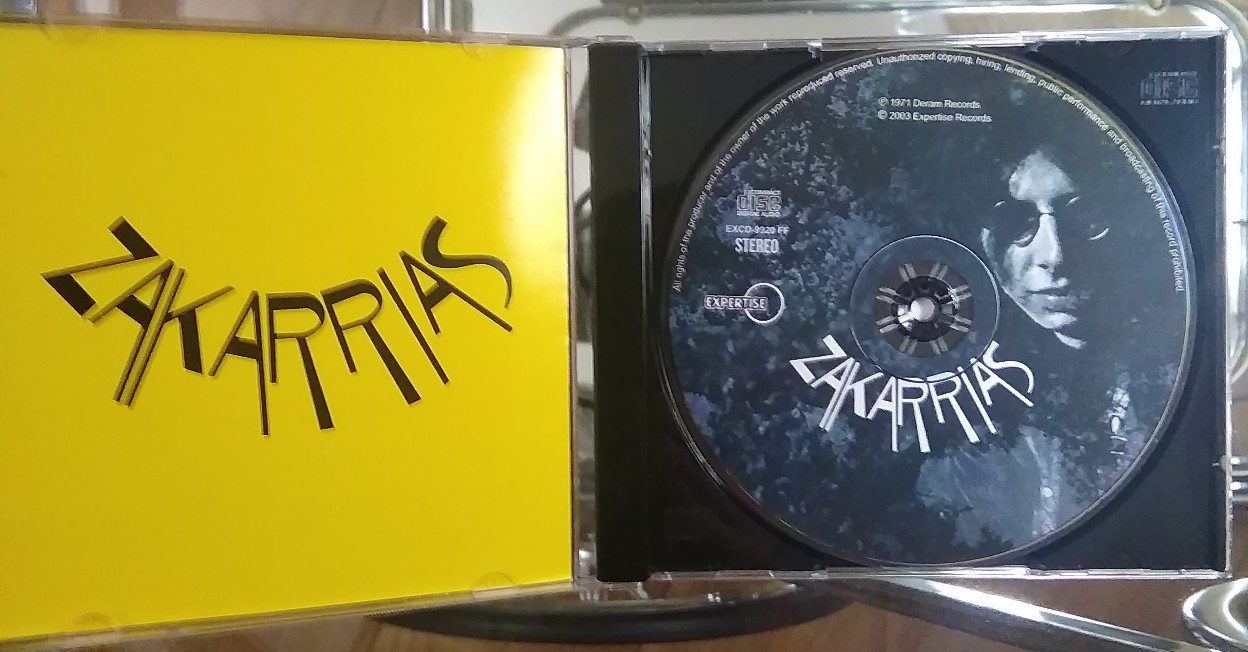 ZAKARRIAS
All rights of the producer and of the owner of the work reproduced reserved. Unauthorized copying, hiring, lending, public performance and broadcasting of this record prohibited
℗ 1971 Deram Records
© 2003 Expertise Records
COMPACT
disc
DIGITAL AUDIO
EXCD-9320 FF
STEREO
EXPERTISE
ZAKARRIAS
disc